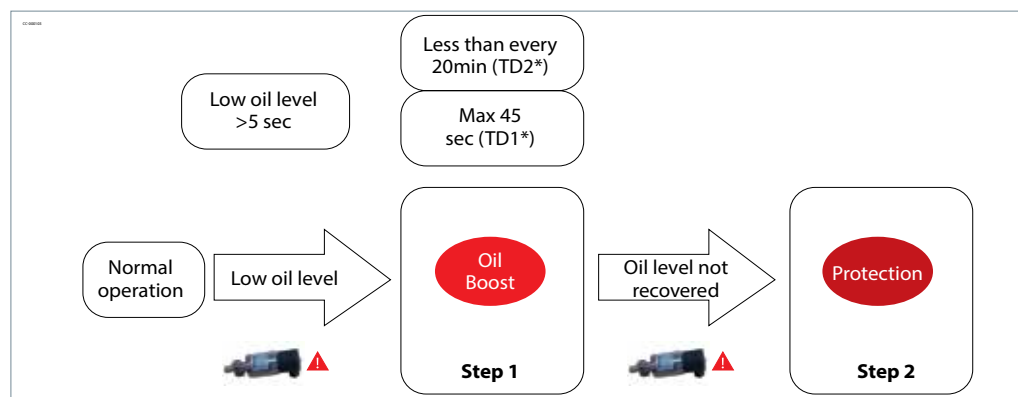 Less than every
20min (TD2*)
Low oil level
>5 sec
Max 45
sec (TD1*)
Normal
operation
Low oil level
Oil
Boost
Oil level not
recovered
Protection
Step 1
Step 2